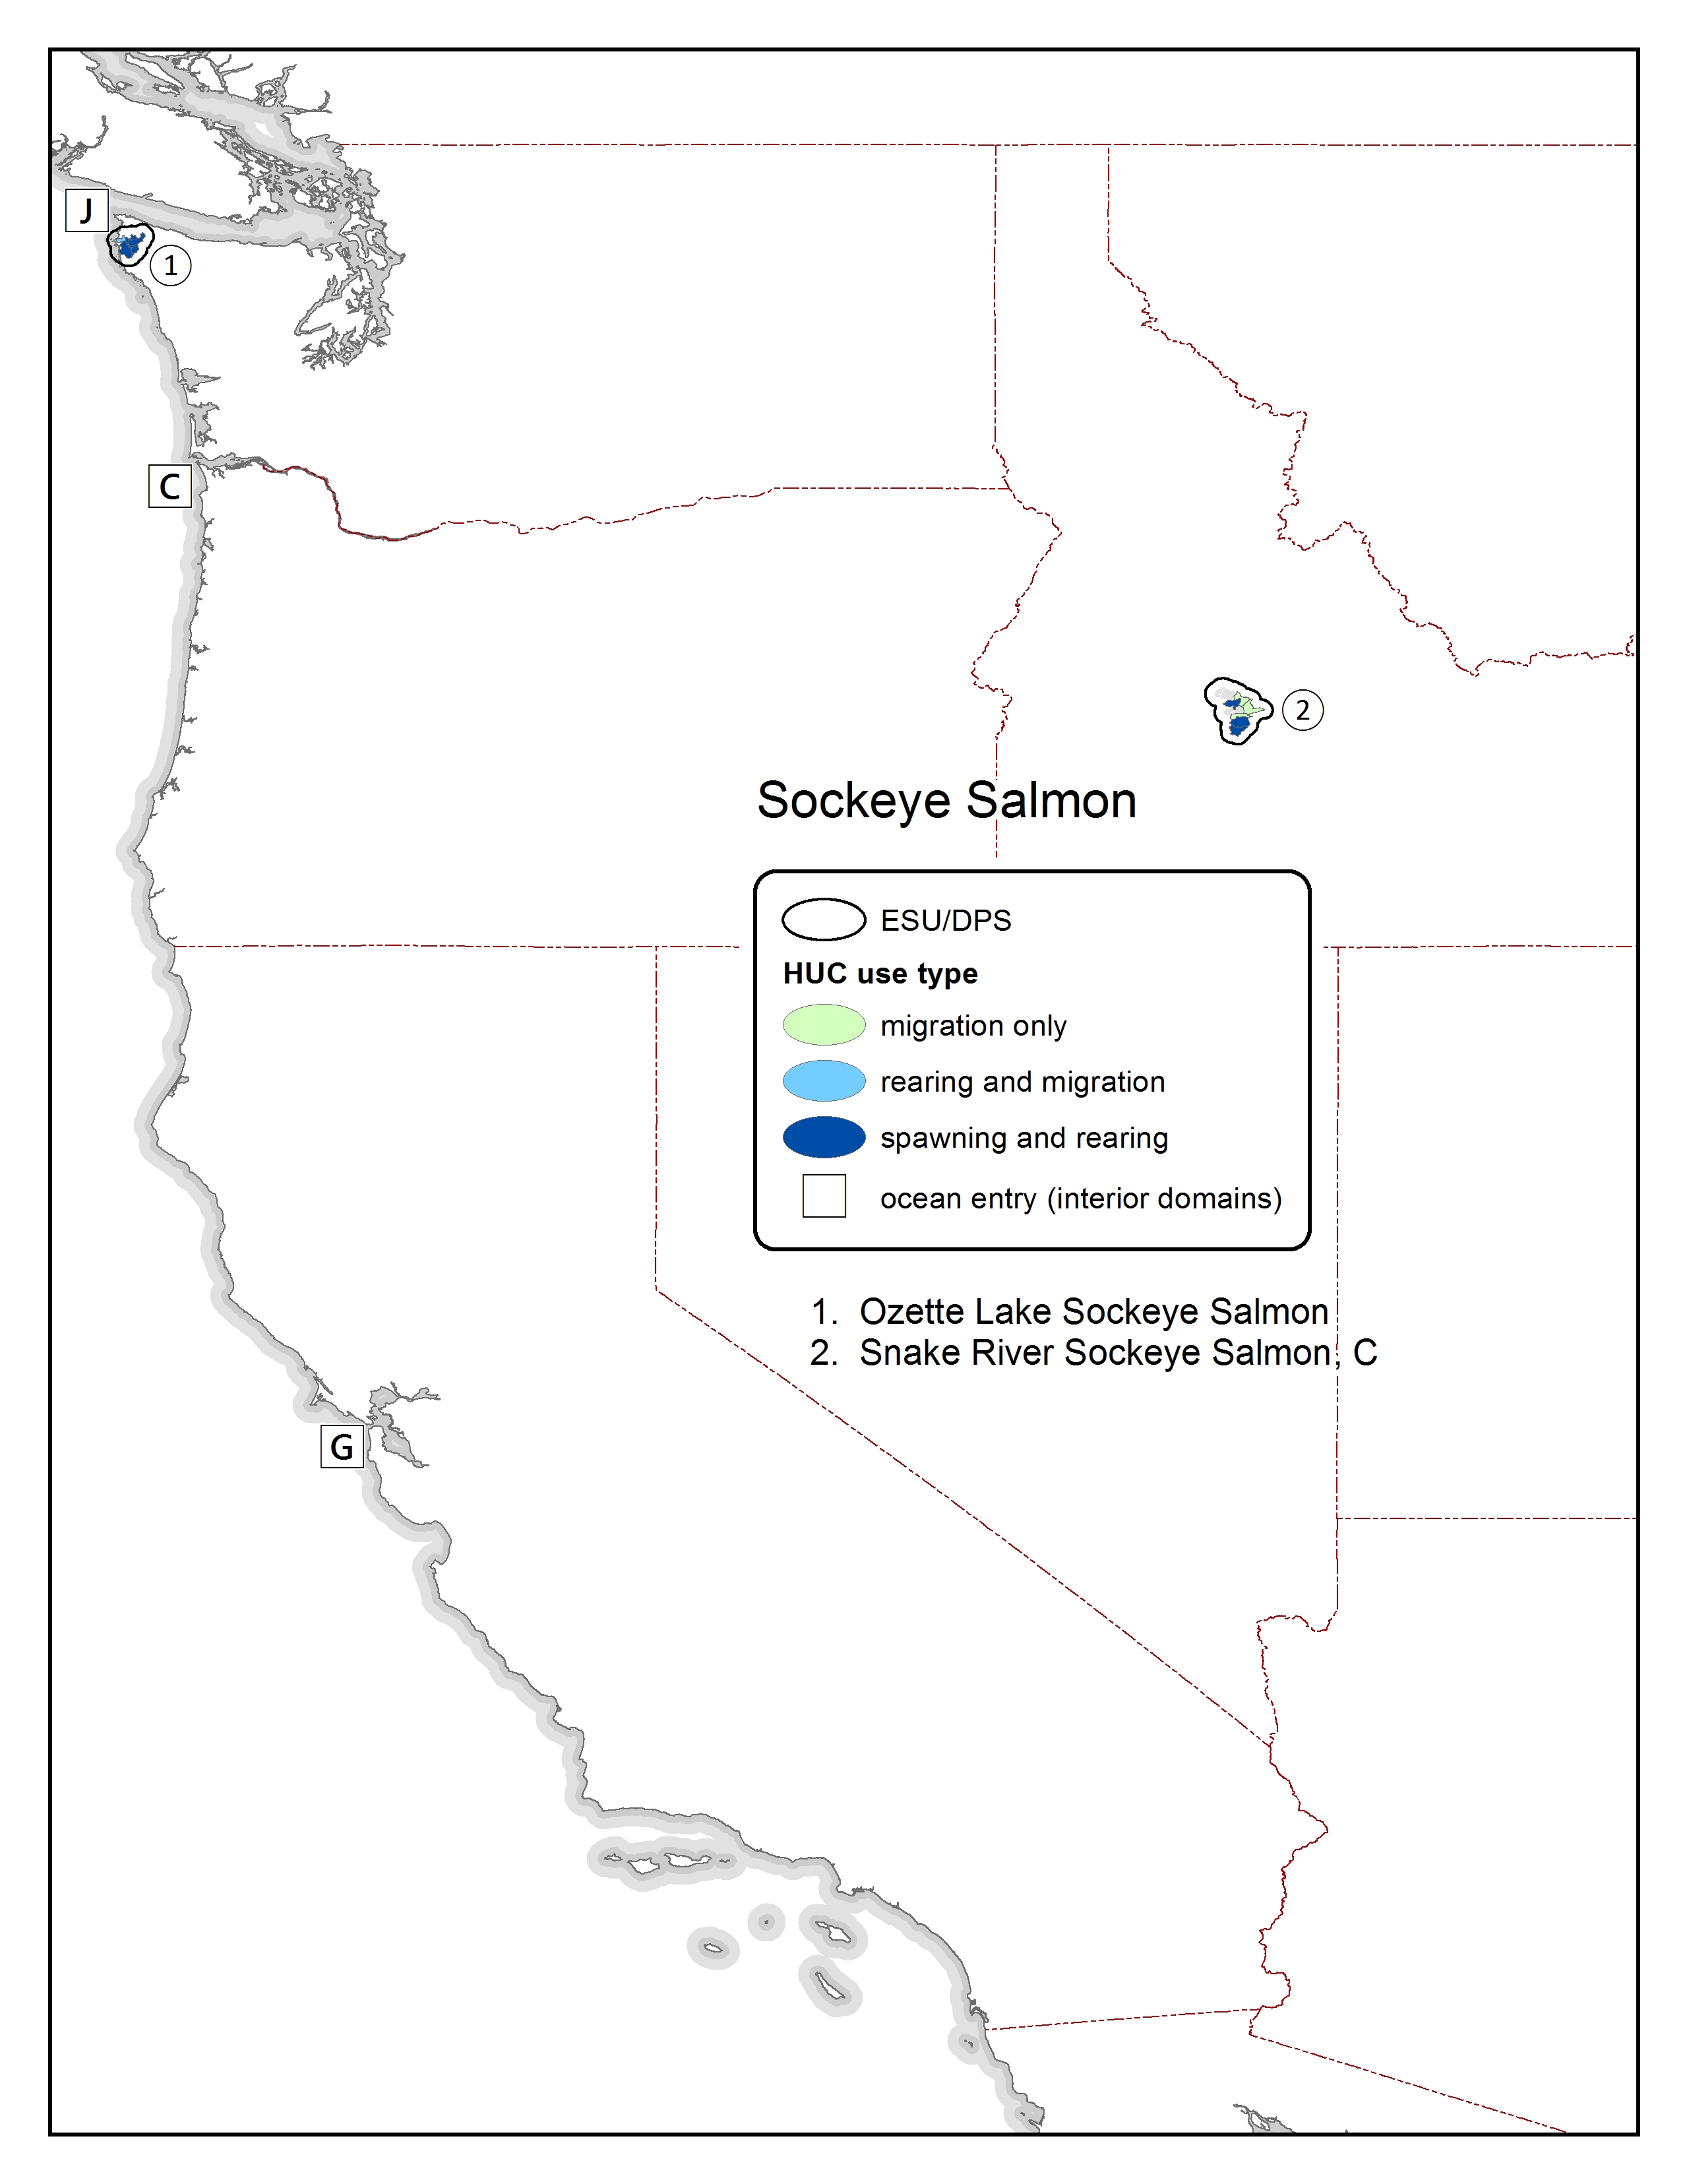 J
1
C
2
Sockeye Salmon
ESU/DPS
HUC use type
migration only
rearing and migration
spawning and rearing
ocean entry (interior domains)
1. Ozette Lake Sockeye Salmon
2. Snake River Sockeye Salmon, C
G